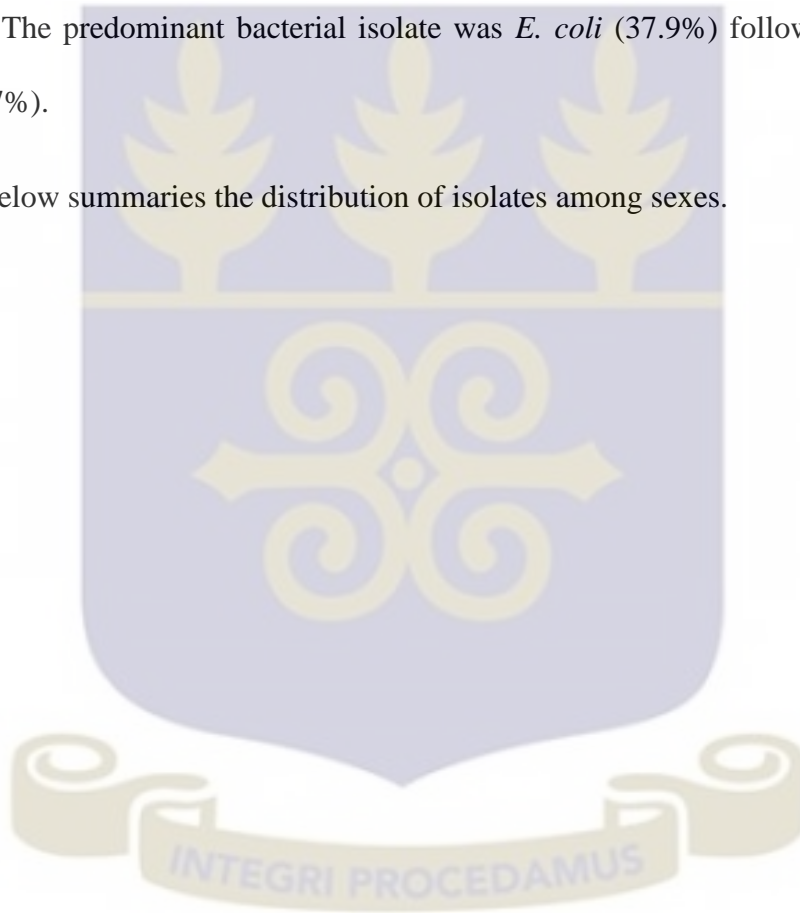 The predominant bacterial isolate was E. coli (37.9%) follow
7%).
elow summaries the distribution of isolates among sexes.
INTEGRI PROCEDAMUS